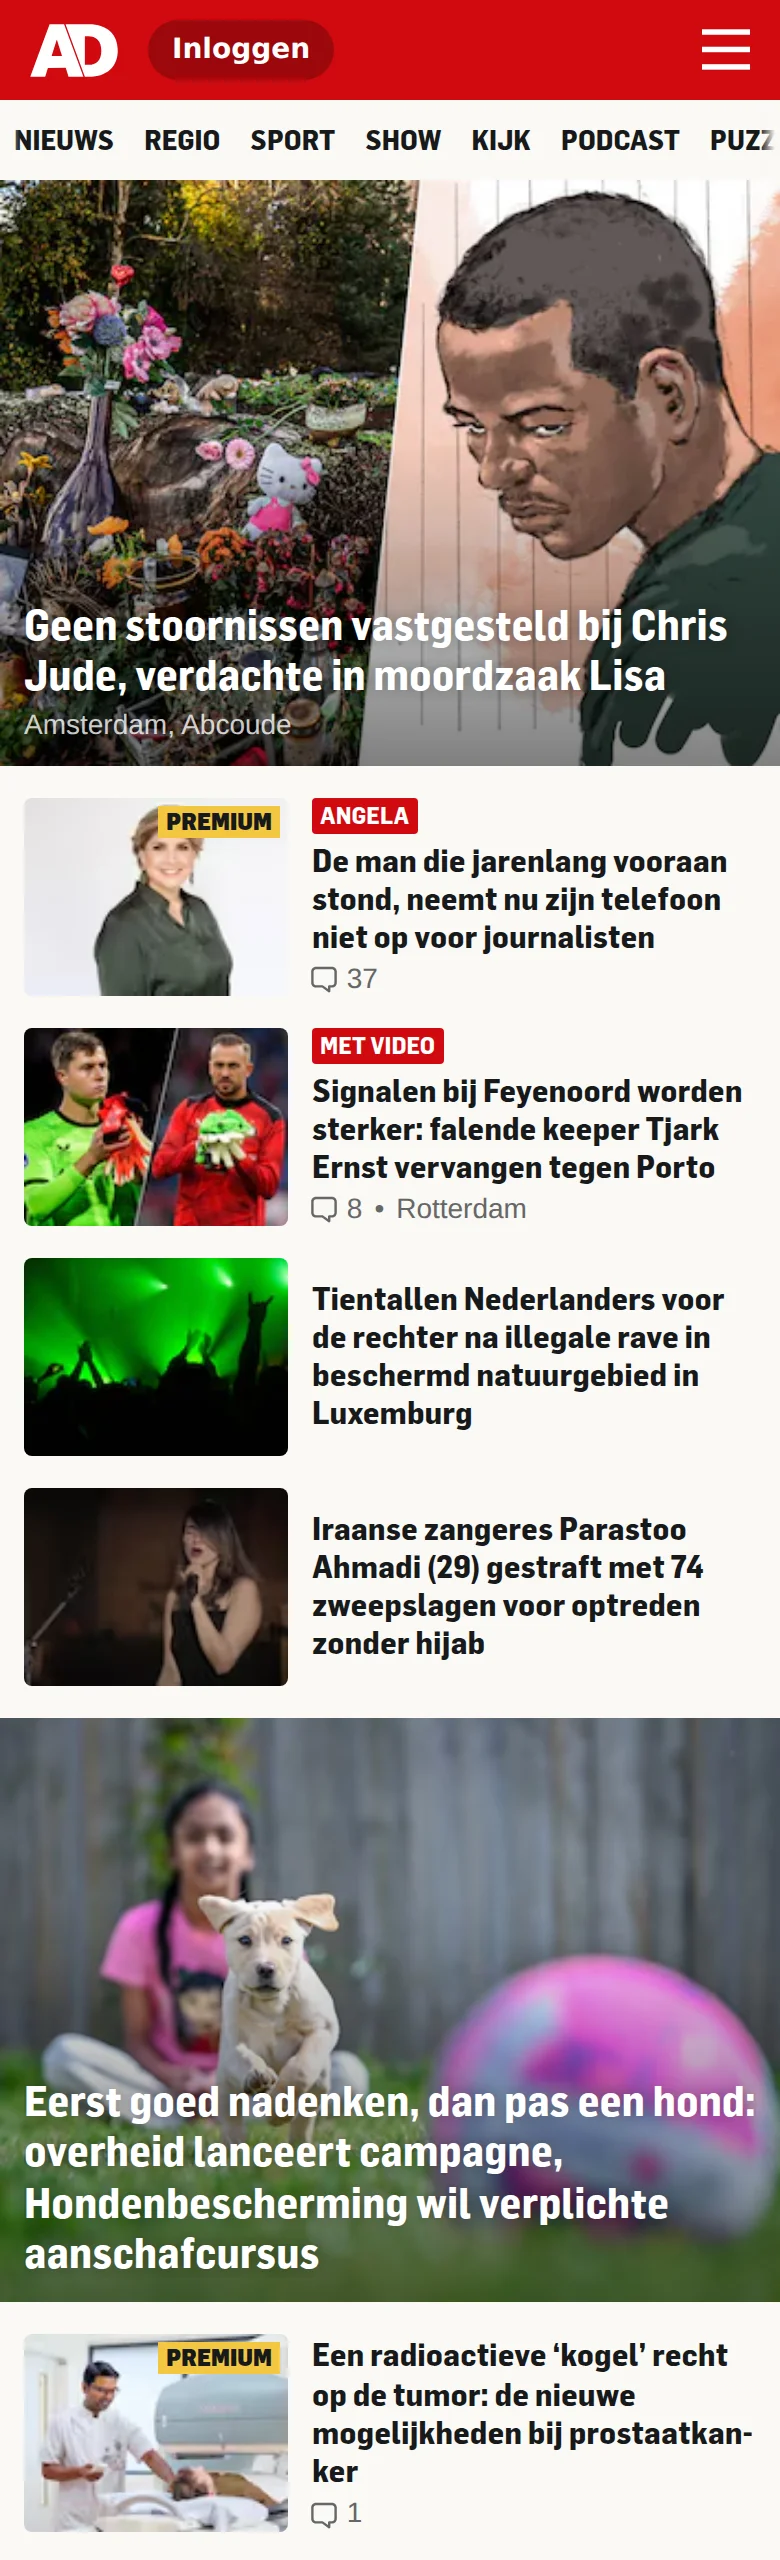 AD
Inloggen
NIEUWS REGIO SPORT SHOW KIJK PODCAST PUZZ
Geen stoornissen vastgesteld bij Chris
Jude, verdachte in moordzaak Lisa
Amsterdam, Abcoude
PREMIUM
ANGELA
De man die jarenlang vooraan
stond, neemt nu zijn telefoon
niet op voor journalisten
37
MET VIDEO
Signalen bij Feyenoord worden
sterker: falende keeper Tjark
Ernst vervangen tegen Porto
8 • Rotterdam
Tientallen Nederlanders voor
de rechter na illegale rave in
beschermd natuurgebied in
Luxemburg
Iraanse zangeres Parastoo
Ahmadi (29) gestraft met 74
zweepslagen voor optreden
zonder hijab
Eerst goed nadenken, dan pas een hond:
overheid lanceert campagne,
Hondenbescherming wil verplichte
aanschafcursus
PREMIUM
Een radioactieve ‘kogel’ recht
op de tumor: de nieuwe
mogelijkheden bij prostaatkan-
ker
1